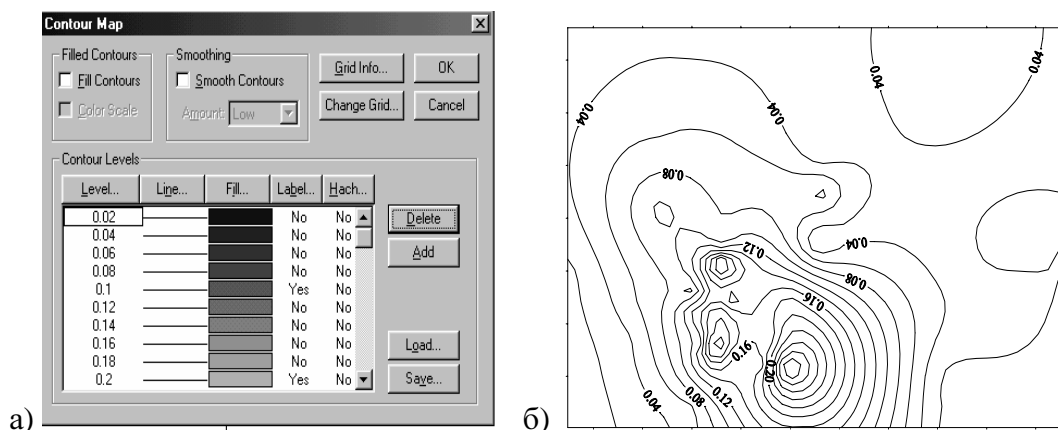 Contour Map
Filled Contours
Fill Contours
Color Scale
Smoothing
Smooth Contours
Amount: Low
Grid Info...
OK
Change Grid...
Cancel
Contour Levels
Level... Line... Fill... Label... Hach...
0.02 No No
0.04 No No
0.06 No No
0.08 No No
0.1 Yes No
0.12 No No
0.14 No No
0.16 No No
0.18 No No
0.2 Yes No
Delete
Add
Load...
Save...
а)
0.04
0.04
0.04
0.08
0.04
0.12
0.08
0.16
0.16
0.20
0.12
0.08
0.04
б)